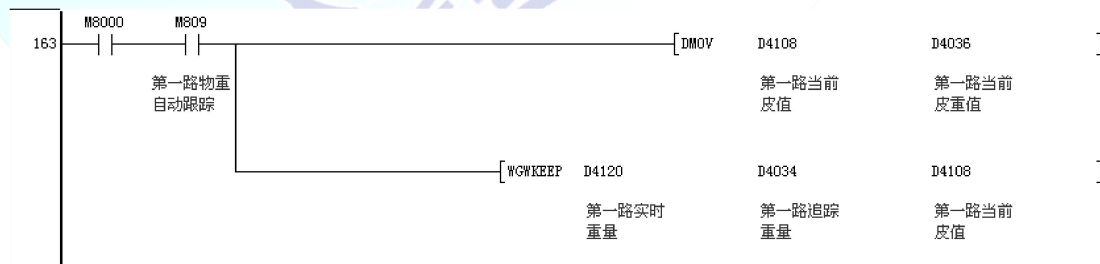 M8000 M809
163 [DMOV D4108 D4036 ]
第一路物重 第一路当前 第一路当前
自动跟踪 皮值 皮重值
[WGWKEEP D4120 D4034 D4108 ]
第一路实时 第一路追踪 第一路当前
重量 重量 皮值